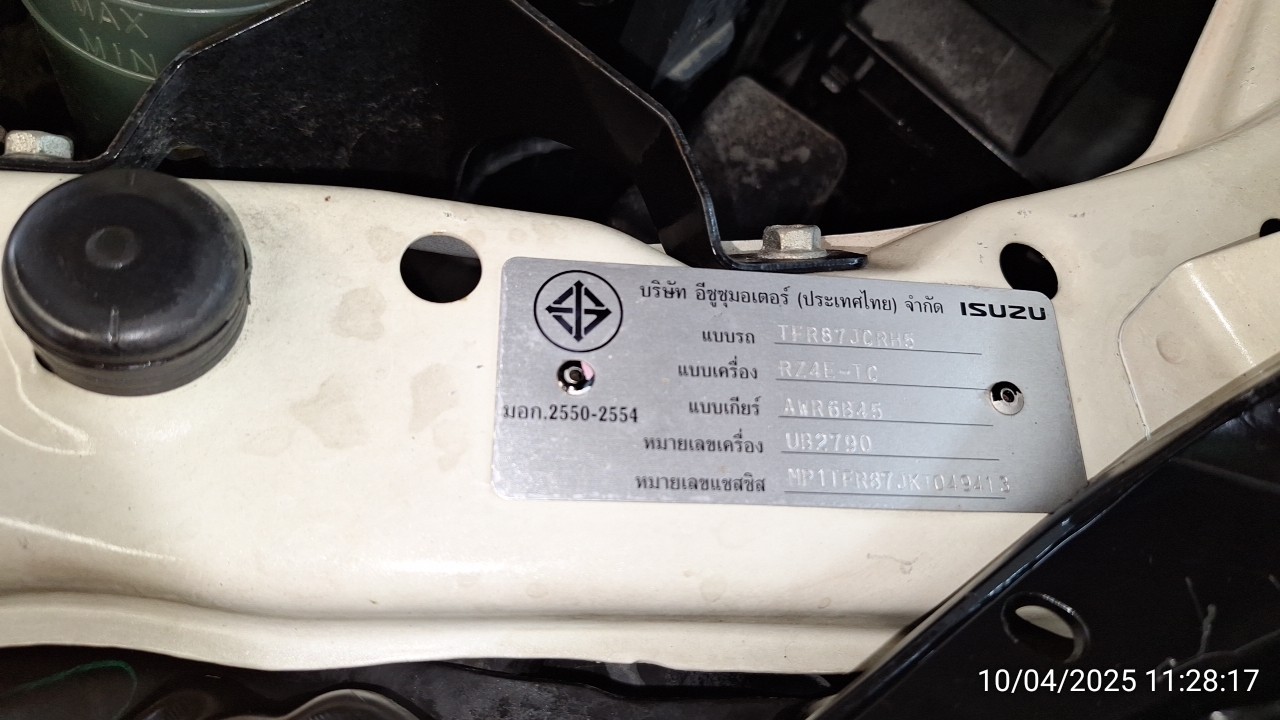 MAX
MIN
บริษัท อีซูซุมอเตอร์ (ประเทศไทย) จำกัด ISUZU
แบบรถ TFR87JCRH5
แบบเครื่อง RZ4E-TC
แบบเกียร์ AWR6B45
มอก.2550-2554
หมายเลขเครื่อง UB2790
หมายเลขแชสซิส MP1TFR87JKT049413
10/04/2025 11:28:17